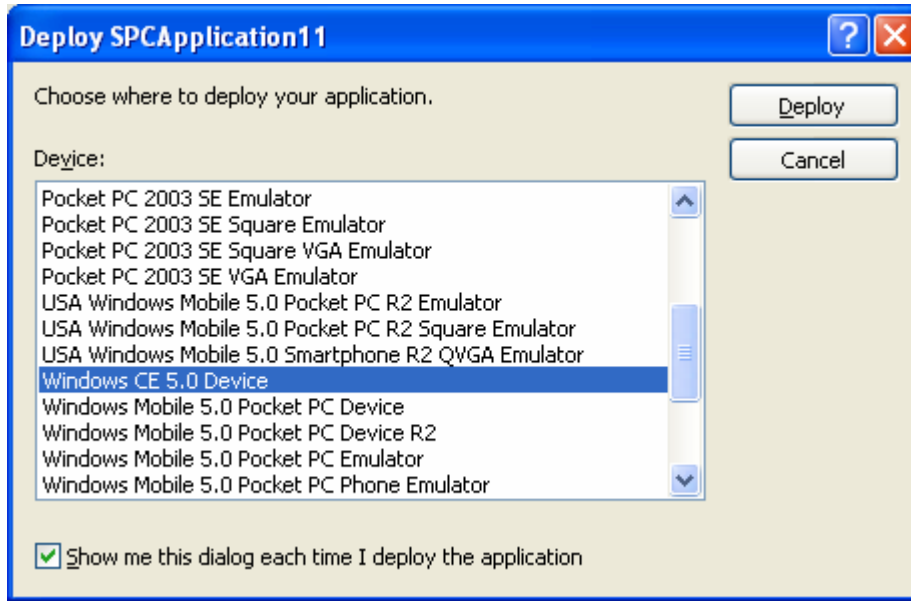 Deploy SPCApplication11
Choose where to deploy your application.
Deploy
Device:
Cancel
Pocket PC 2003 SE Emulator
Pocket PC 2003 SE Square Emulator
Pocket PC 2003 SE Square VGA Emulator
Pocket PC 2003 SE VGA Emulator
USA Windows Mobile 5.0 Pocket PC R2 Emulator
USA Windows Mobile 5.0 Pocket PC R2 Square Emulator
USA Windows Mobile 5.0 Smartphone R2 QVGA Emulator
Windows CE 5.0 Device
Windows Mobile 5.0 Pocket PC Device
Windows Mobile 5.0 Pocket PC Device R2
Windows Mobile 5.0 Pocket PC Emulator
Windows Mobile 5.0 Pocket PC Phone Emulator
Show me this dialog each time I deploy the application